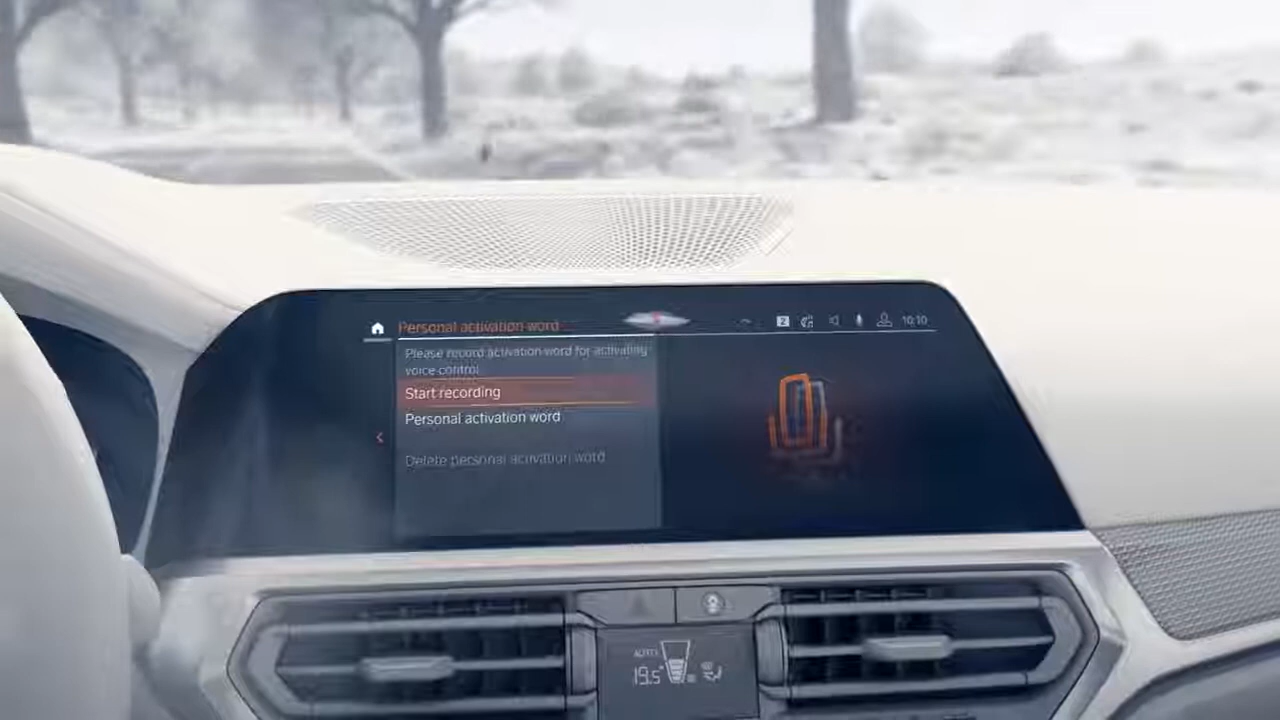 Personal activation word
2
10:10
Please record activation word for activating
voice control
Start recording
Personal activation word
Delete personal activation word
AUTO
19.5°